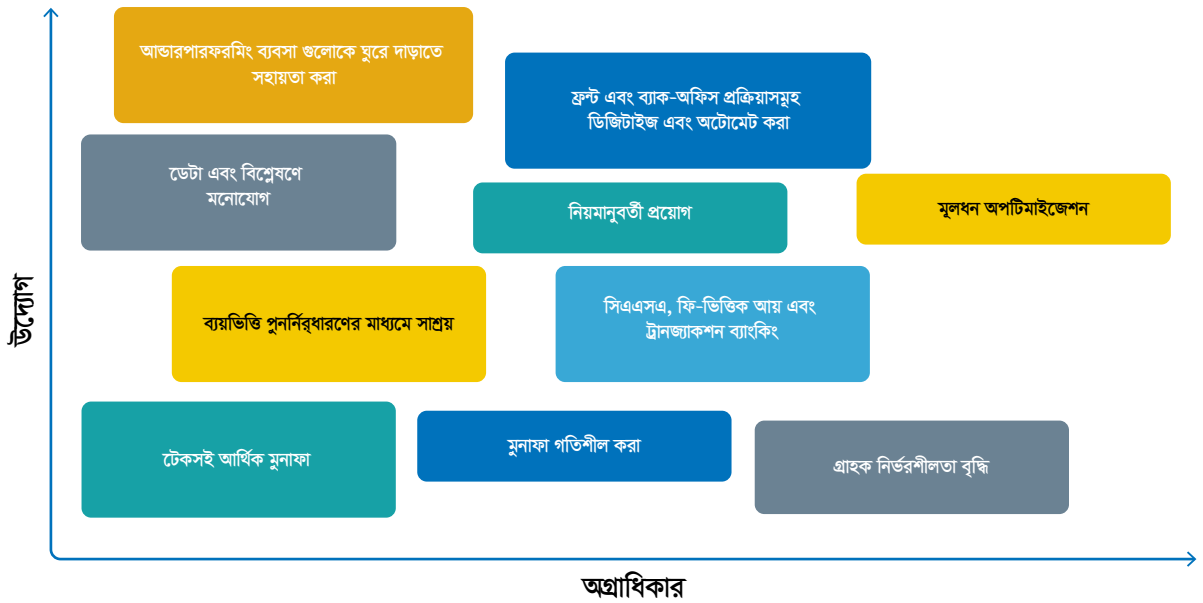 আন্ডারপারফরমিং ব্যবসা গুলোকে ঘুরে দাড়াতে
সহায়তা করা
ফ্রন্ট এবং ব্যাক-অফিস প্রক্রিয়াসমুহ
ডিজিটাইজ এবং অটোমেট করা
ডেটা এবং বিশ্লেষণে
মনোযোগ
নিয়মানুবর্তী প্রয়োগ
মূলধন অপটিমাইজেশন
উদ্যোগ
ব্যয়ভিত্তি পুনর্নির্ধারণের মাধ্যমে সাশ্রয়
সিএএসএ, ফি-ভিত্তিক আয় এবং
ট্রানজ্যাকশন ব্যাংকিং
টেকসই আর্থিক মুনাফা
মুনাফা গতিশীল করা
গ্রাহক নির্ভরশীলতা বৃদ্ধি
অগ্রাধিকার